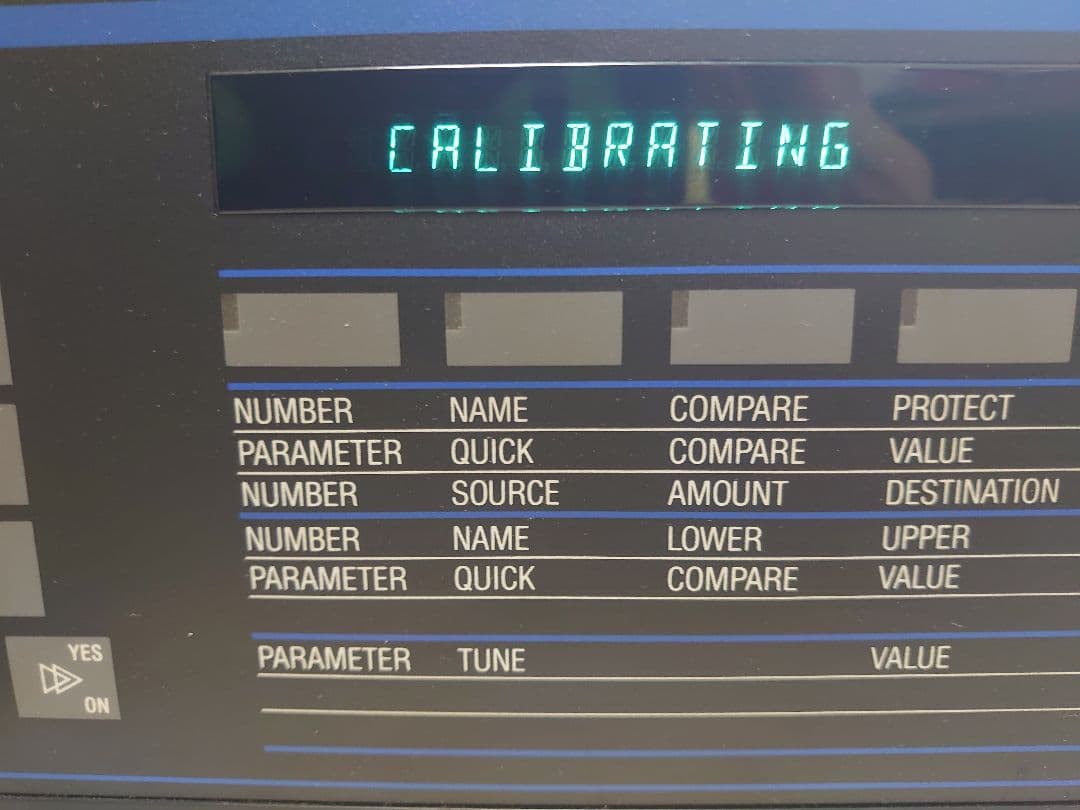 CALIBRATING
NUMBER NAME COMPARE PROTECT
PARAMETER QUICK COMPARE VALUE
NUMBER SOURCE AMOUNT DESTINATION
NUMBER NAME LOWER UPPER
PARAMETER QUICK COMPARE VALUE
YES
PARAMETER TUNE VALUE
ON